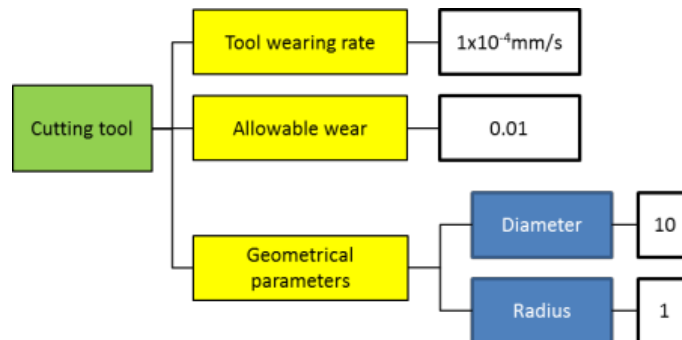 Tool wearing rate
1x10⁻⁴mm/s
Cutting tool
Allowable wear
0.01
Geometrical
parameters
Diameter
10
Radius
1